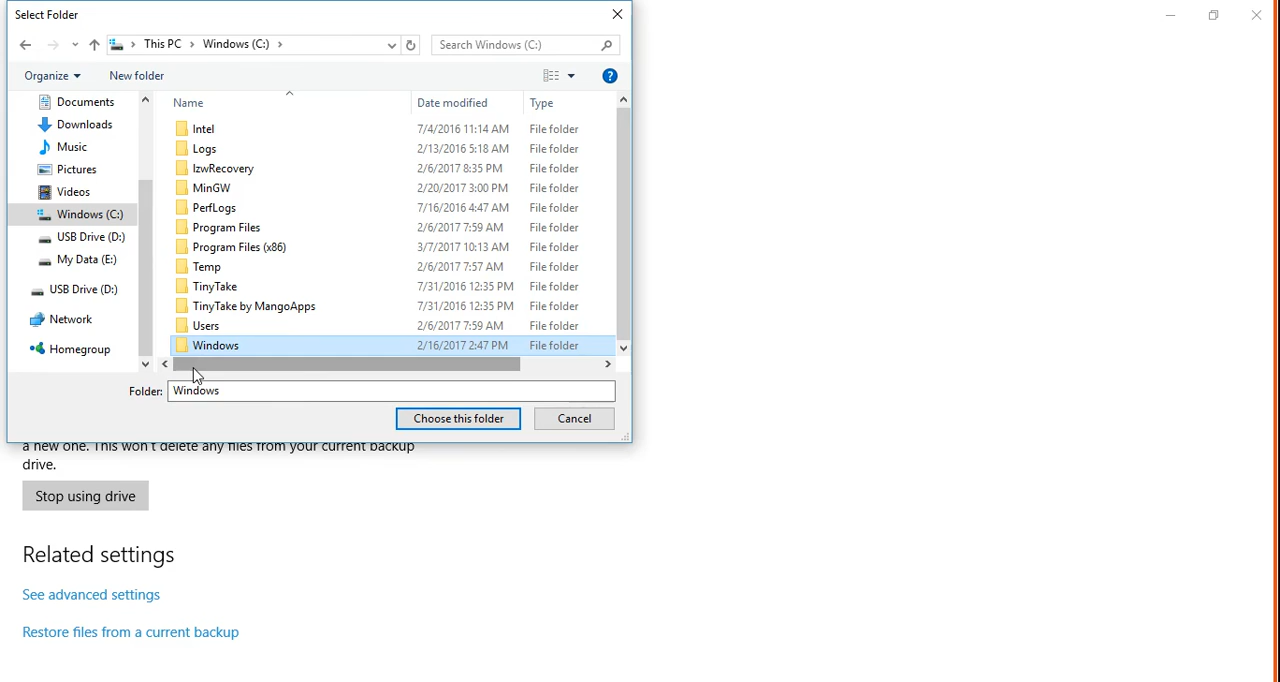 Select Folder
This PC > Windows (C:) >
Search Windows (C:)
Organize
New folder
Documents
Downloads
Music
Pictures
Videos
Windows (C:)
USB Drive (D:)
My Data (E:)
USB Drive (D:)
Network
Homegroup
Name Date modified Type
Intel 7/4/2016 11:14 AM File folder
Logs 2/13/2016 5:18 AM File folder
lzwRecovery 2/6/2017 8:35 PM File folder
MinGW 2/20/2017 3:00 PM File folder
PerfLogs 7/16/2016 4:47 AM File folder
Program Files 2/6/2017 7:59 AM File folder
Program Files (x86) 3/7/2017 10:13 AM File folder
Temp 2/6/2017 7:57 AM File folder
TinyTake 7/31/2016 12:35 PM File folder
TinyTake by MangoApps 7/31/2016 12:35 PM File folder
Users 2/6/2017 7:59 AM File folder
Windows 2/16/2017 2:47 PM File folder
Folder: Windows
Choose this folder
Cancel
a new one. This won't delete any files from your current backup
drive.
Stop using drive
Related settings
See advanced settings
Restore files from a current backup